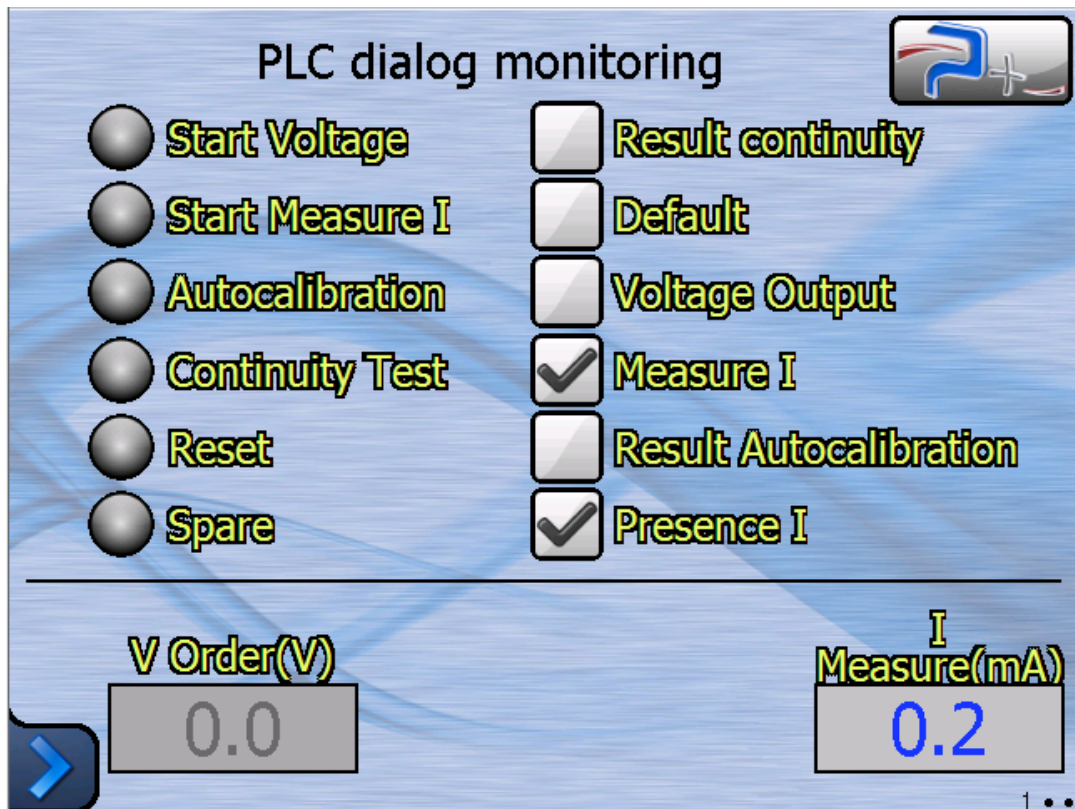 PLC dialog monitoring
Start Voltage
Result continuity
Start Measure I
Default
Autocalibration
Voltage Output
Continuity Test
Measure I
Reset
Result Autocalibration
Spare
Presence I
V Order(V)
0.0
I
Measure(mA)
0.2
1